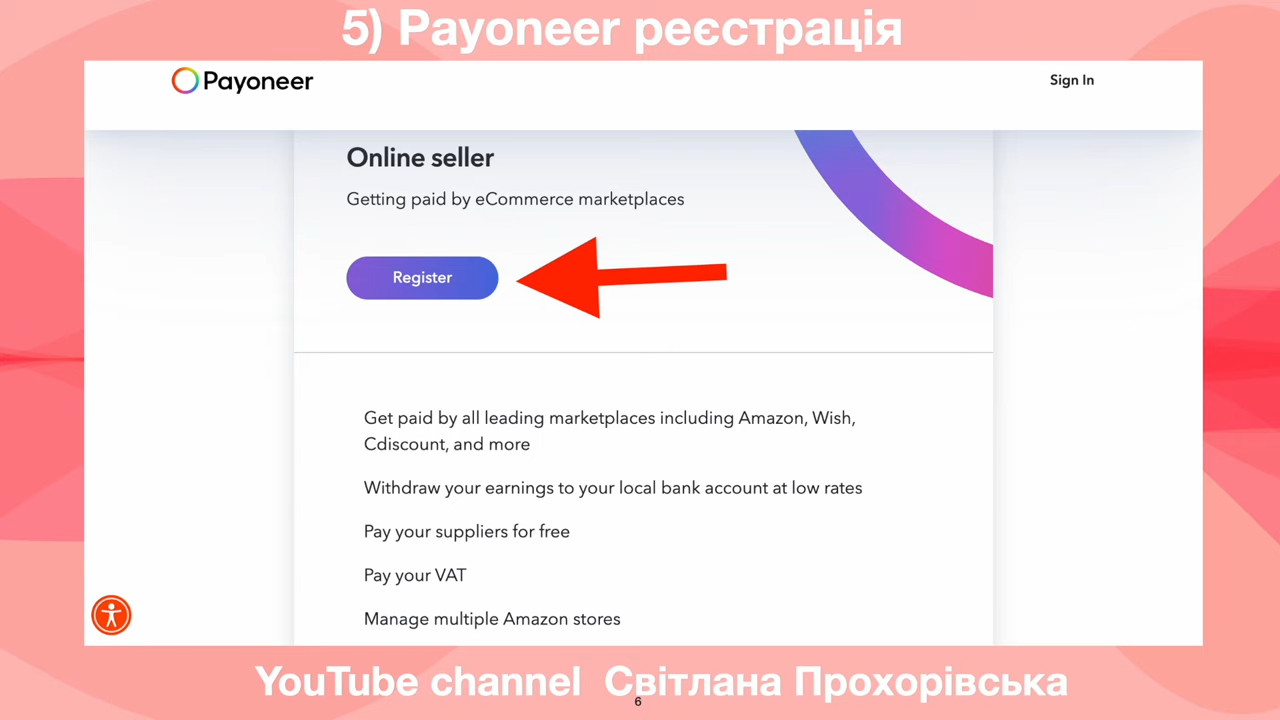 5) Payoneer реєстрація
Payoneer
Sign In
Online seller
Getting paid by eCommerce marketplaces
Register
Get paid by all leading marketplaces including Amazon, Wish,
Cdiscount, and more
Withdraw your earnings to your local bank account at low rates
Pay your suppliers for free
Pay your VAT
Manage multiple Amazon stores
YouTube channel Світлана Прохорівська
6